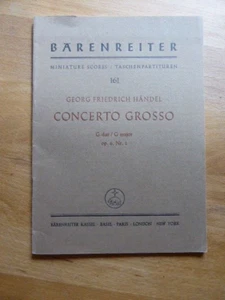 BÄRENREITER
MINIATURE SCORES · TASCHENPARTITUREN
161
GEORG FRIEDRICH HÄNDEL
CONCERTO GROSSO
G-dur / G major
op. 6, No. 1
BÄRENREITER KASSEL · BASEL · PARIS · LONDON · NEW YORK